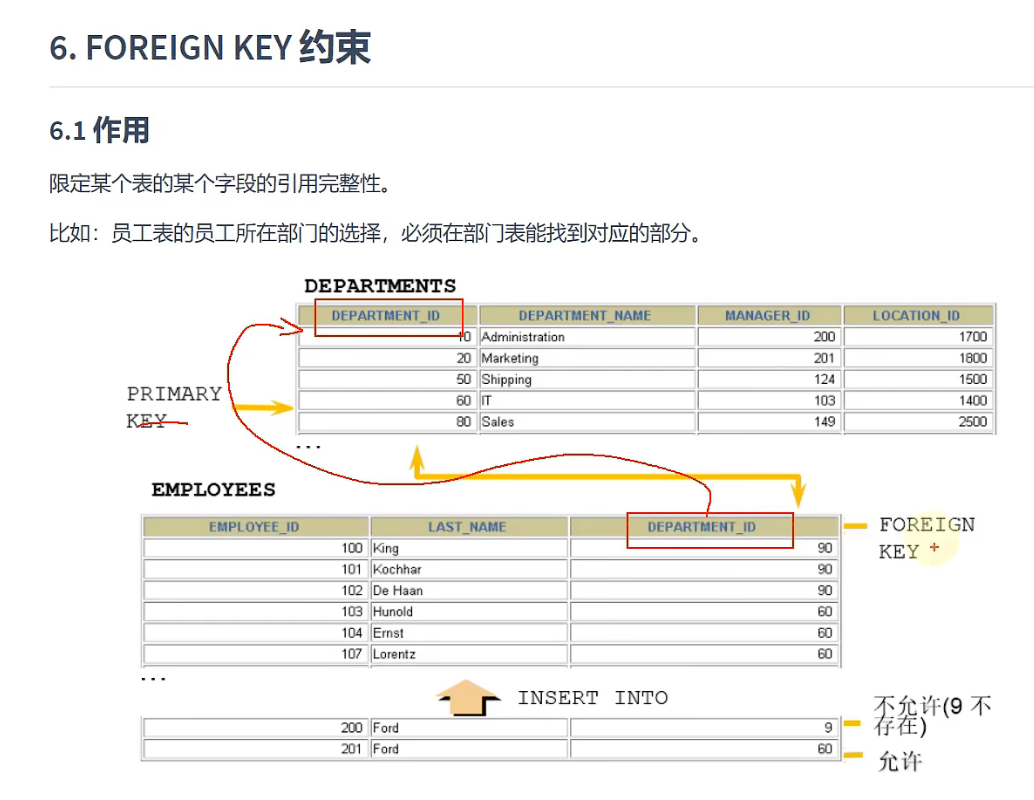 6. FOREIGN KEY 约束
6.1 作用
限定某个表的某个字段的引用完整性。
比如：员工表的员工所在部门的选择，必须在部门表能找到对应的部分。
DEPARTMENTS
DEPARTMENT_ID DEPARTMENT_NAME MANAGER_ID LOCATION_ID
10 Administration 200 1700
20 Marketing 201 1800
50 Shipping 124 1500
60 IT 103 1400
80 Sales 149 2500
...
PRIMARY
KEY
EMPLOYEES
EMPLOYEE_ID LAST_NAME DEPARTMENT_ID
100 King 90
101 Kochhar 90
102 De Haan 90
103 Hunold 60
104 Ernst 60
107 Lorentz 60
...
FOREIGN
KEY
INSERT INTO
200 Ford 9
201 Ford 60
不允许(9 不
存在)
允许